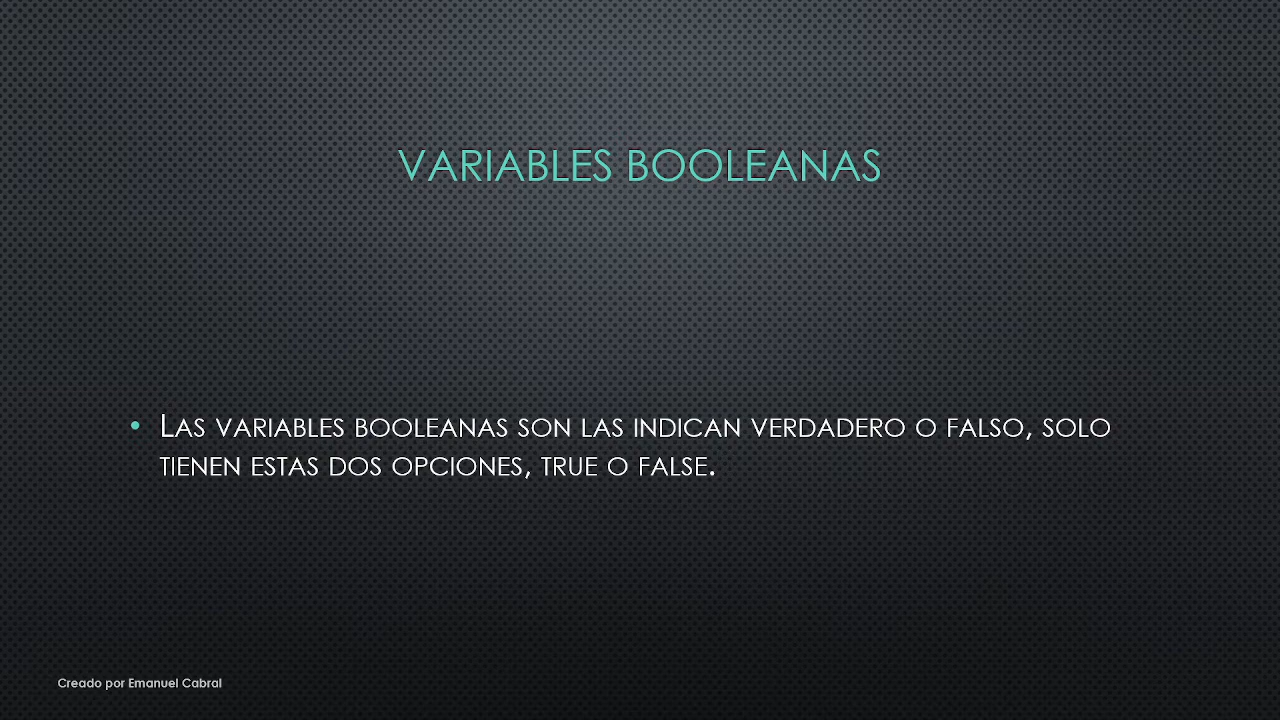 VARIABLES BOOLEANAS
• LAS VARIABLES BOOLEANAS SON LAS INDICAN VERDADERO O FALSO, SOLO
TIENEN ESTAS DOS OPCIONES, TRUE O FALSE.
Creado por Emanuel Cabral